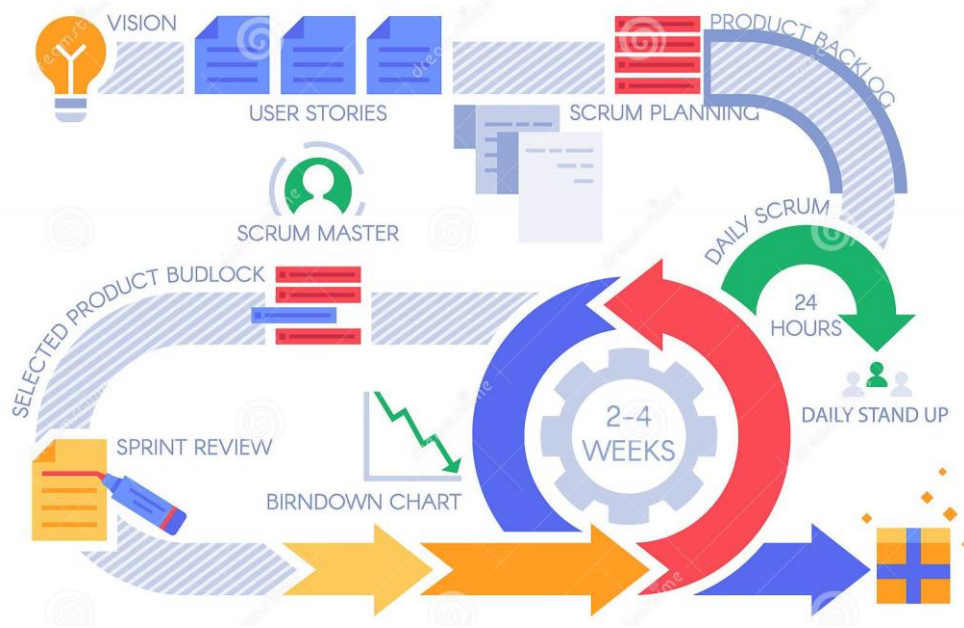 VISION
USER STORIES
SCRUM PLANNING
PRODUCT BACKLOG
SCRUM MASTER
DAILY SCRUM
24
HOURS
DAILY STAND UP
SELECTED PRODUCT BUDLOCK
2-4
WEEKS
SPRINT REVIEW
BIRNDOWN CHART
dreamstime